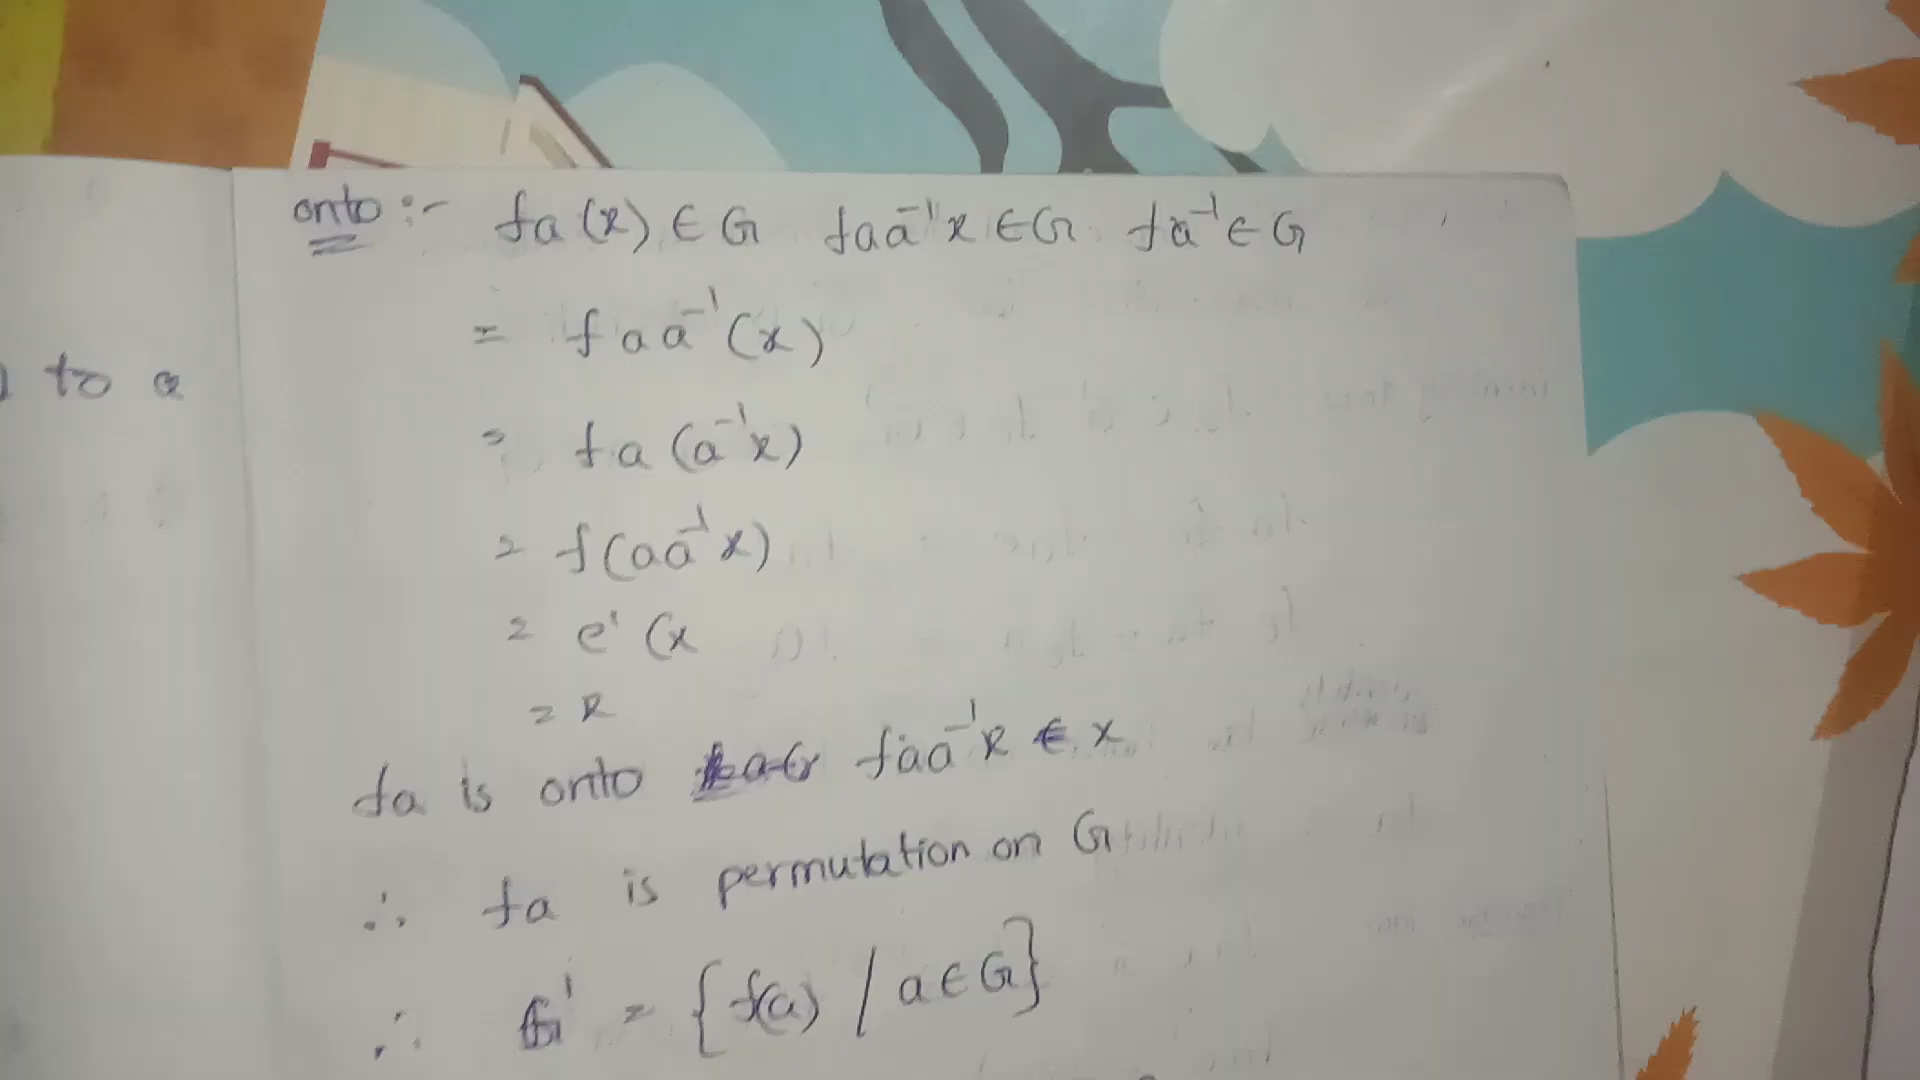 to a
onto :- fa (x) ∈ G faa⁻¹x ∈ G fa⁻¹ ∈ G
= faa⁻¹(x)
= fa (a⁻¹x)
= f(aa⁻¹x)
= e' (x
= x
fa is onto faa⁻¹x ∈ x
∴ fa is permutation on G
∴ G' = {f(a) / a ∈ G}